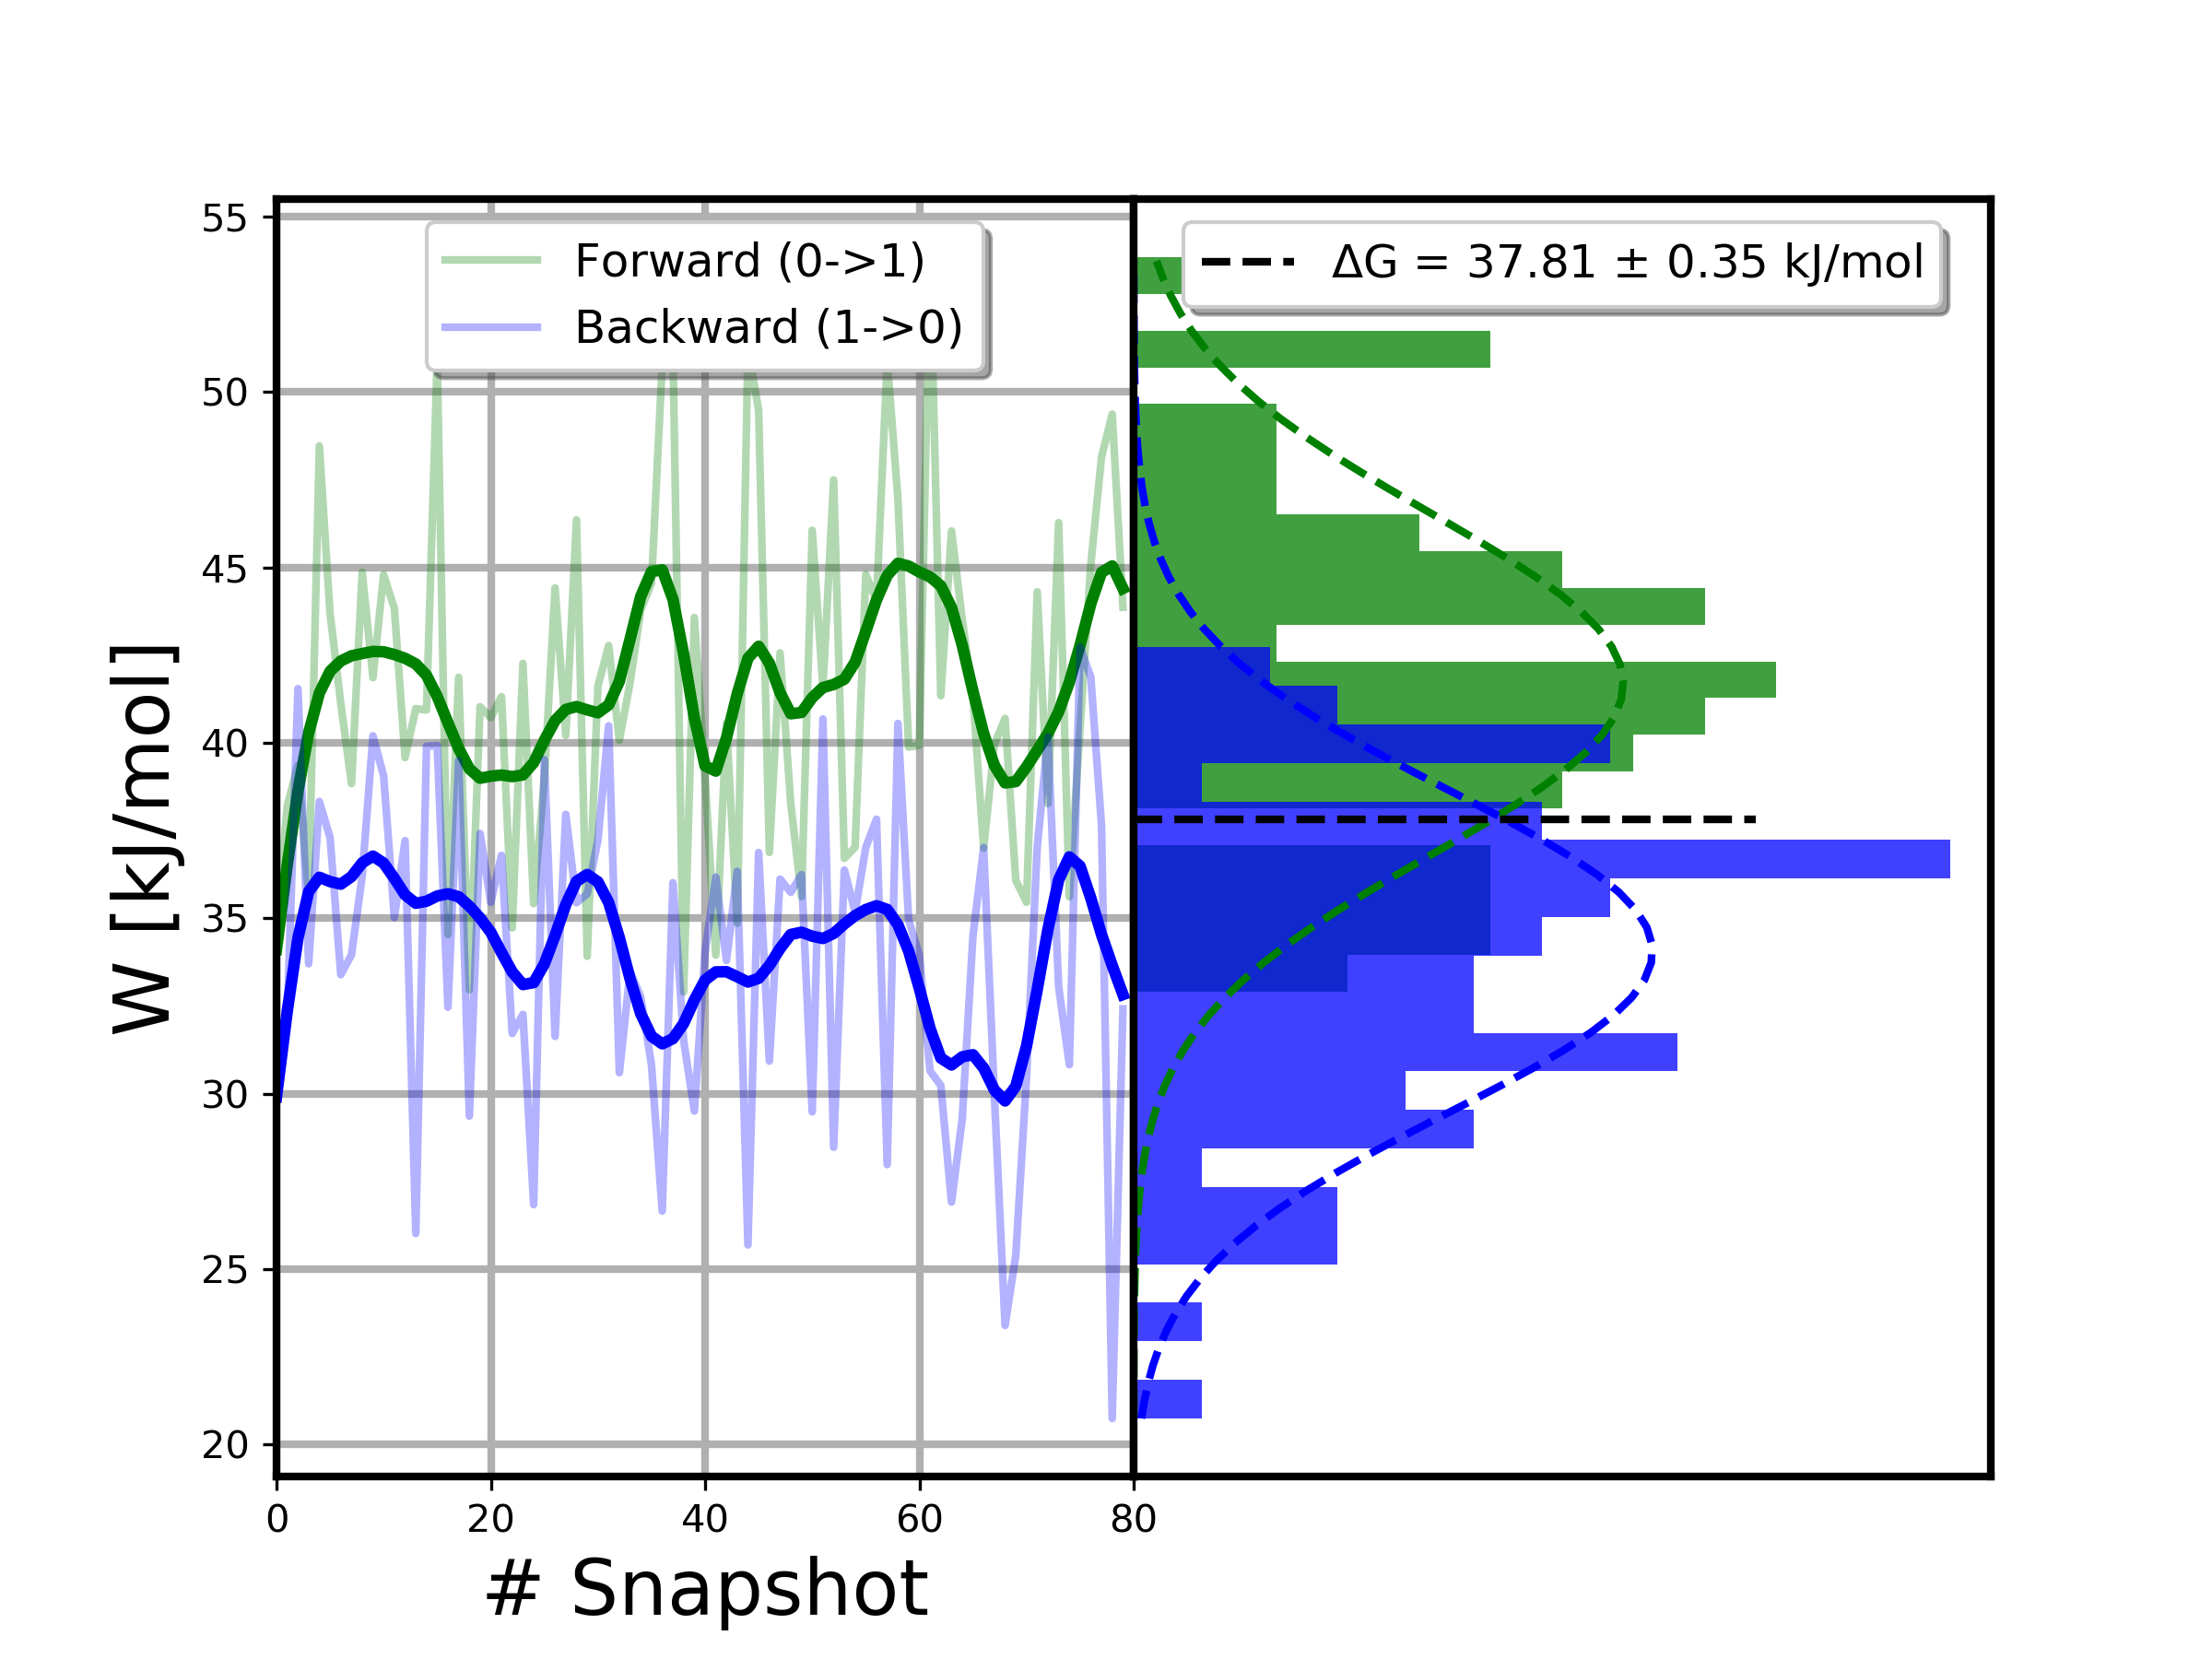 55
50
45
40
35
30
25
20
W [kJ/mol]
Forward (0->1)
Backward (1->0)
ΔG = 37.81 ± 0.35 kJ/mol
0 20 40 60 80
# Snapshot